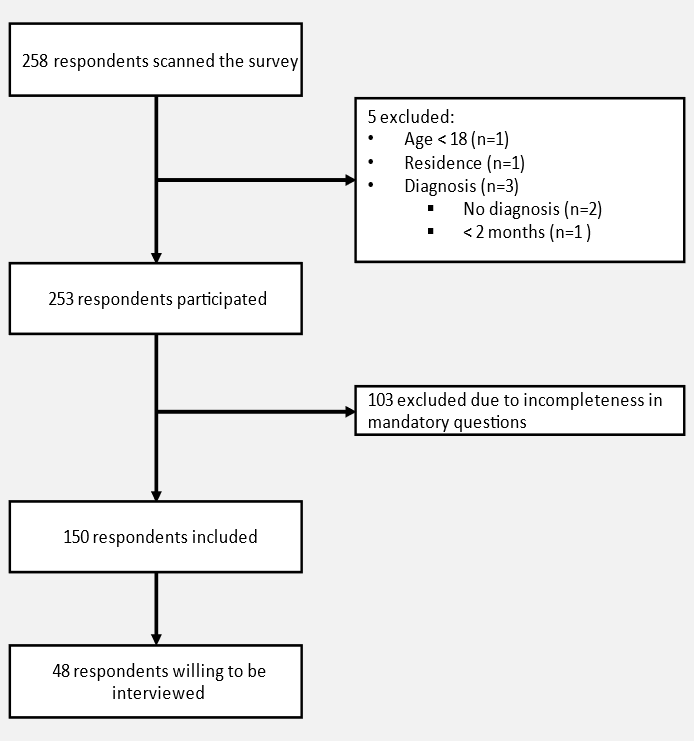 258 respondents scanned the survey
5 excluded:
• Age < 18 (n=1)
• Residence (n=1)
• Diagnosis (n=3)
▪ No diagnosis (n=2)
▪ < 2 months (n=1 )
253 respondents participated
103 excluded due to incompleteness in
mandatory questions
150 respondents included
48 respondents willing to be
interviewed